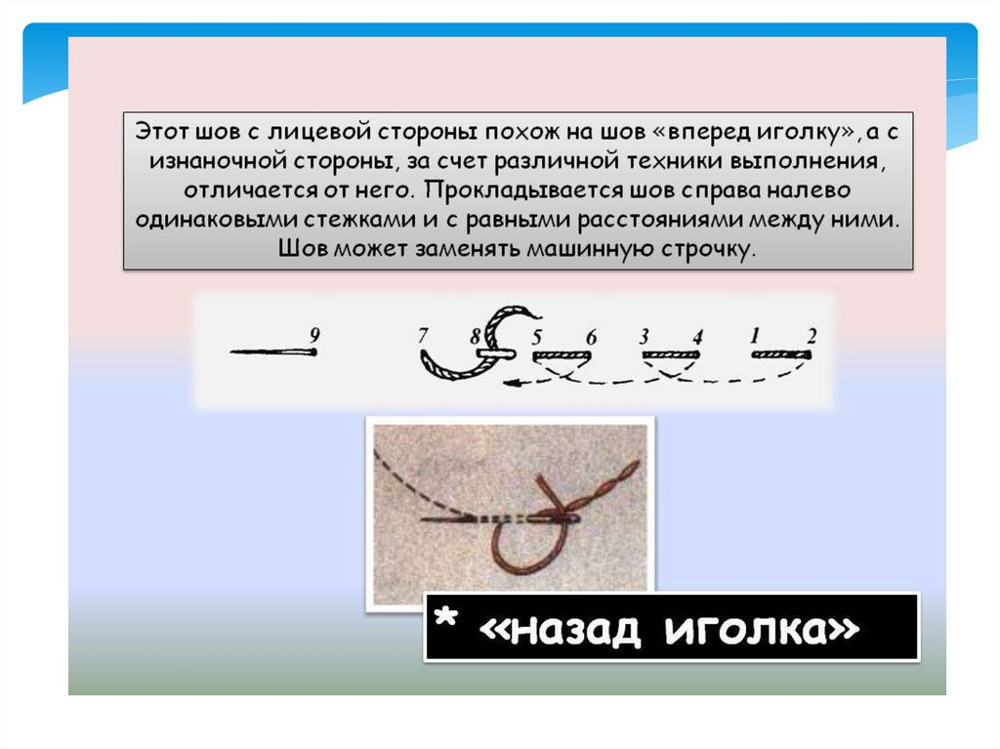 Этот шов с лицевой стороны похож на шов «вперед иголку», а с
изнаночной стороны, за счет различной техники выполнения,
отличается от него. Прокладывается шов справа налево
одинаковыми стежками и с равными расстояниями между ними.
Шов может заменять машинную строчку.
9 7 8 5 6 3 4 1 2
* «назад иголка»